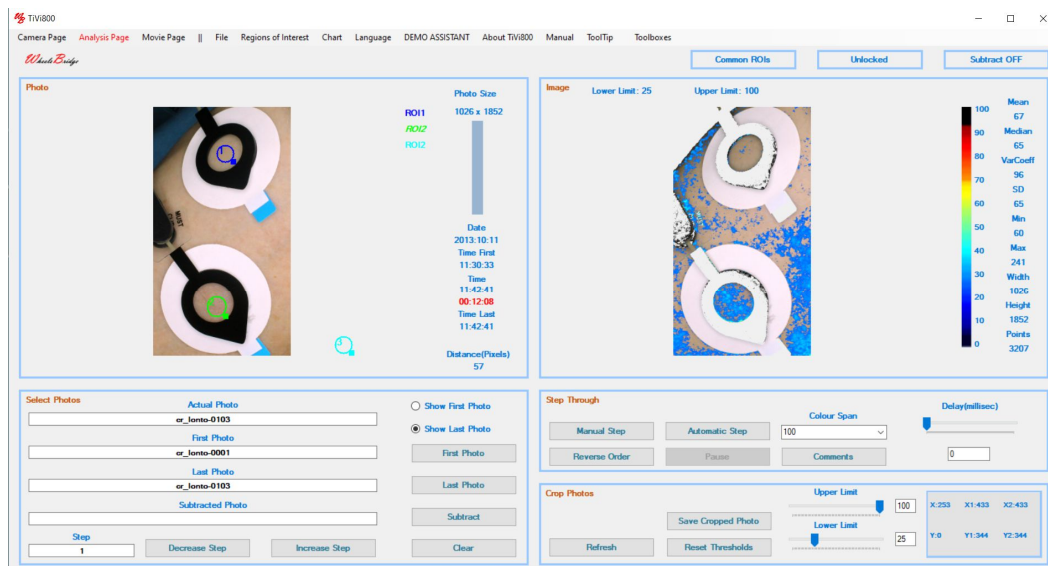 TiVi800
Camera Page Analysis Page Movie Page || File Regions of Interest Chart Language DEMO ASSISTANT About TiVi800 Manual ToolTip Toolboxes
WheelsBridge
Common ROIs Unlocked Subtract OFF
Photo
Photo Size
1026 x 1852
ROI1
ROI2
ROI2
1
2
3
MUST
Date
2013:10:11
Time First
11:30:33
Time
11:42:41
00:12:08
Time Last
11:42:41
Distance(Pixels)
57
Image Lower Limit: 25 Upper Limit: 100
100
90
80
70
60
50
40
30
20
10
0
Mean
67
Median
65
VarCoeff
96
SD
65
Min
60
Max
241
Width
1026
Height
1852
Points
3207
Select Photos
Actual Photo
cr_Ionto-0103
First Photo
cr_Ionto-0001
Last Photo
cr_Ionto-0103
Subtracted Photo
Step
1
Decrease Step Increase Step
Show First Photo
Show Last Photo
First Photo
Last Photo
Subtract
Clear
Step Through
Manual Step Automatic Step
Reverse Order Pause
Colour Span
100
Comments
Delay(millisec)
0
Crop Photos
Save Cropped Photo
Refresh Reset Thresholds
Upper Limit
100
Lower Limit
25
X:253 X1:433 X2:433
Y:0 Y1:344 Y2:344